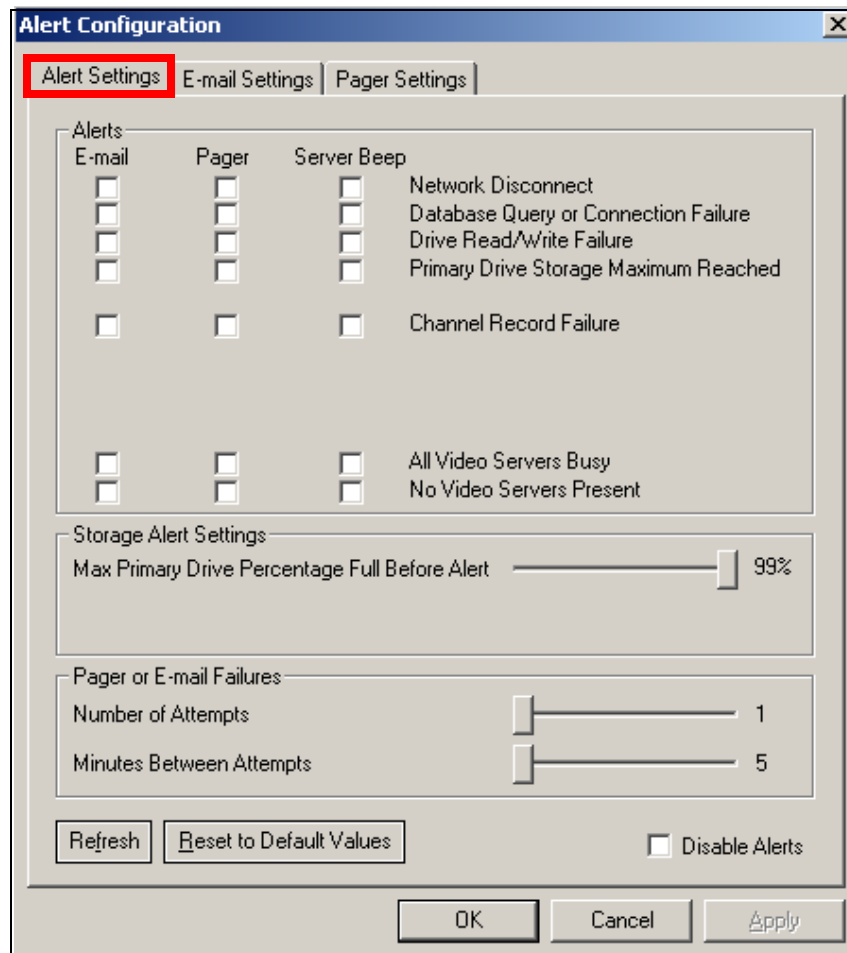 Alert Configuration
Alert Settings E-mail Settings Pager Settings
Alerts
E-mail Pager Server Beep
Network Disconnect
Database Query or Connection Failure
Drive Read/Write Failure
Primary Drive Storage Maximum Reached
Channel Record Failure
All Video Servers Busy
No Video Servers Present
Storage Alert Settings
Max Primary Drive Percentage Full Before Alert 99%
Pager or E-mail Failures
Number of Attempts 1
Minutes Between Attempts 5
Refresh Reset to Default Values Disable Alerts
OK Cancel Apply